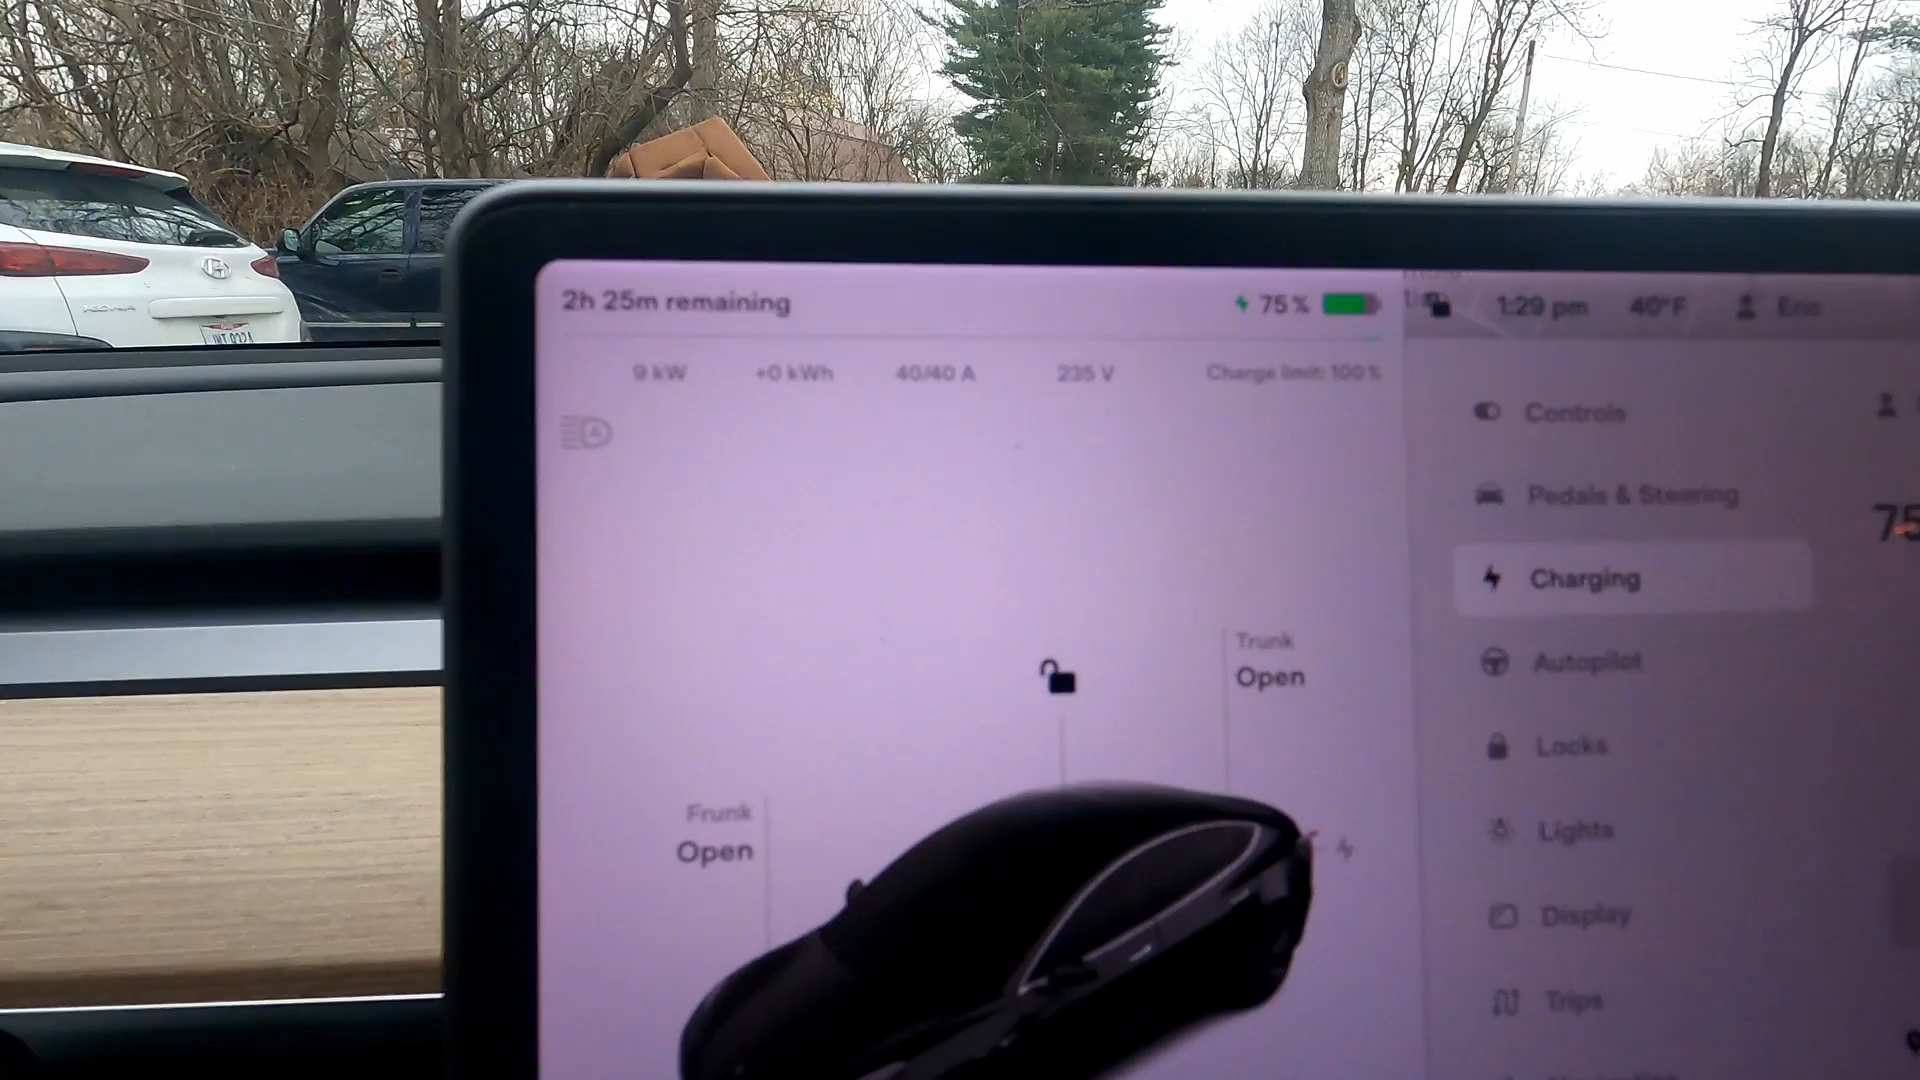 2h 25m remaining
75%
1:29 pm
40°F
Eric
9 kW
+0 kWh
40/40 A
235 V
Charge limit: 100%
Controls
Pedals & Steering
75
Charging
Trunk
Open
Autopilot
Locks
Frunk
Open
Lights
Display
Trips
KONA